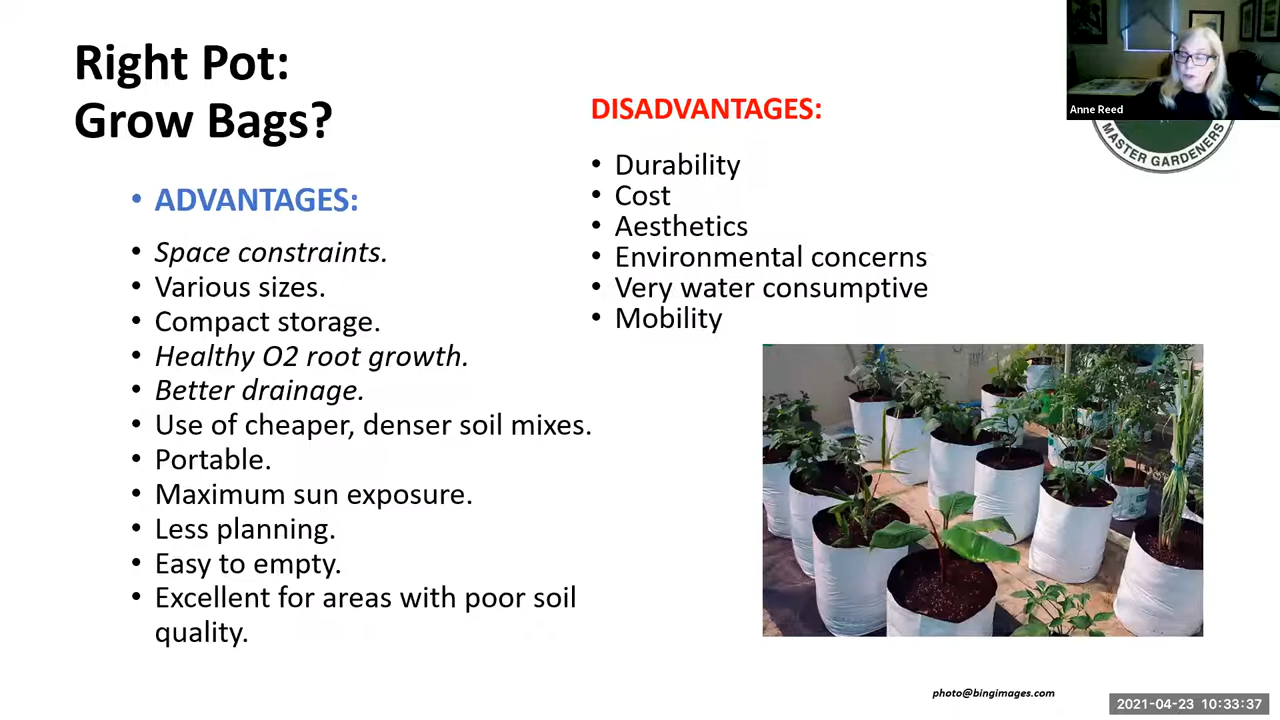 Right Pot:
Grow Bags?
• ADVANTAGES:
• Space constraints.
• Various sizes.
• Compact storage.
• Healthy O2 root growth.
• Better drainage.
• Use of cheaper, denser soil mixes.
• Portable.
• Maximum sun exposure.
• Less planning.
• Easy to empty.
• Excellent for areas with poor soil
quality.
DISADVANTAGES:
• Durability
• Cost
• Aesthetics
• Environmental concerns
• Very water consumptive
• Mobility
Anne Reed
MASTER GARDENERS
photo@bingimages.com
2021-04-23 10:33:37